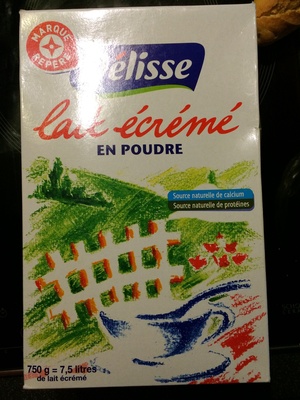 MARQUE
REPÈRE
Délisse
lait écrémé
EN POUDRE
Source naturelle de calcium
Source naturelle de protéines
750 g = 7,5 litres
de lait écrémé